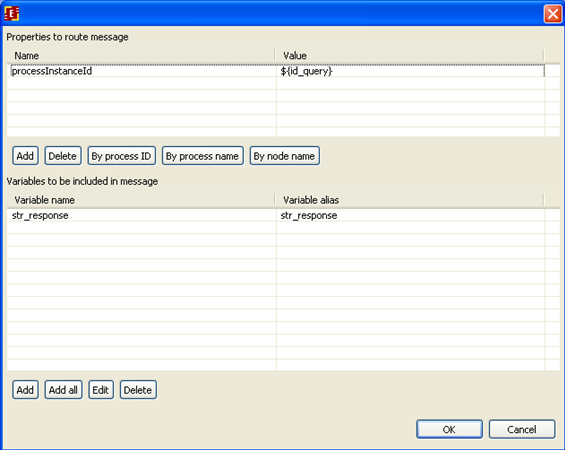 Properties to route message
Name Value
processInstanceId ${id_query}
Add Delete By process ID By process name By node name
Variables to be included in message
Variable name Variable alias
str_response str_response
Add Add all Edit Delete
OK Cancel